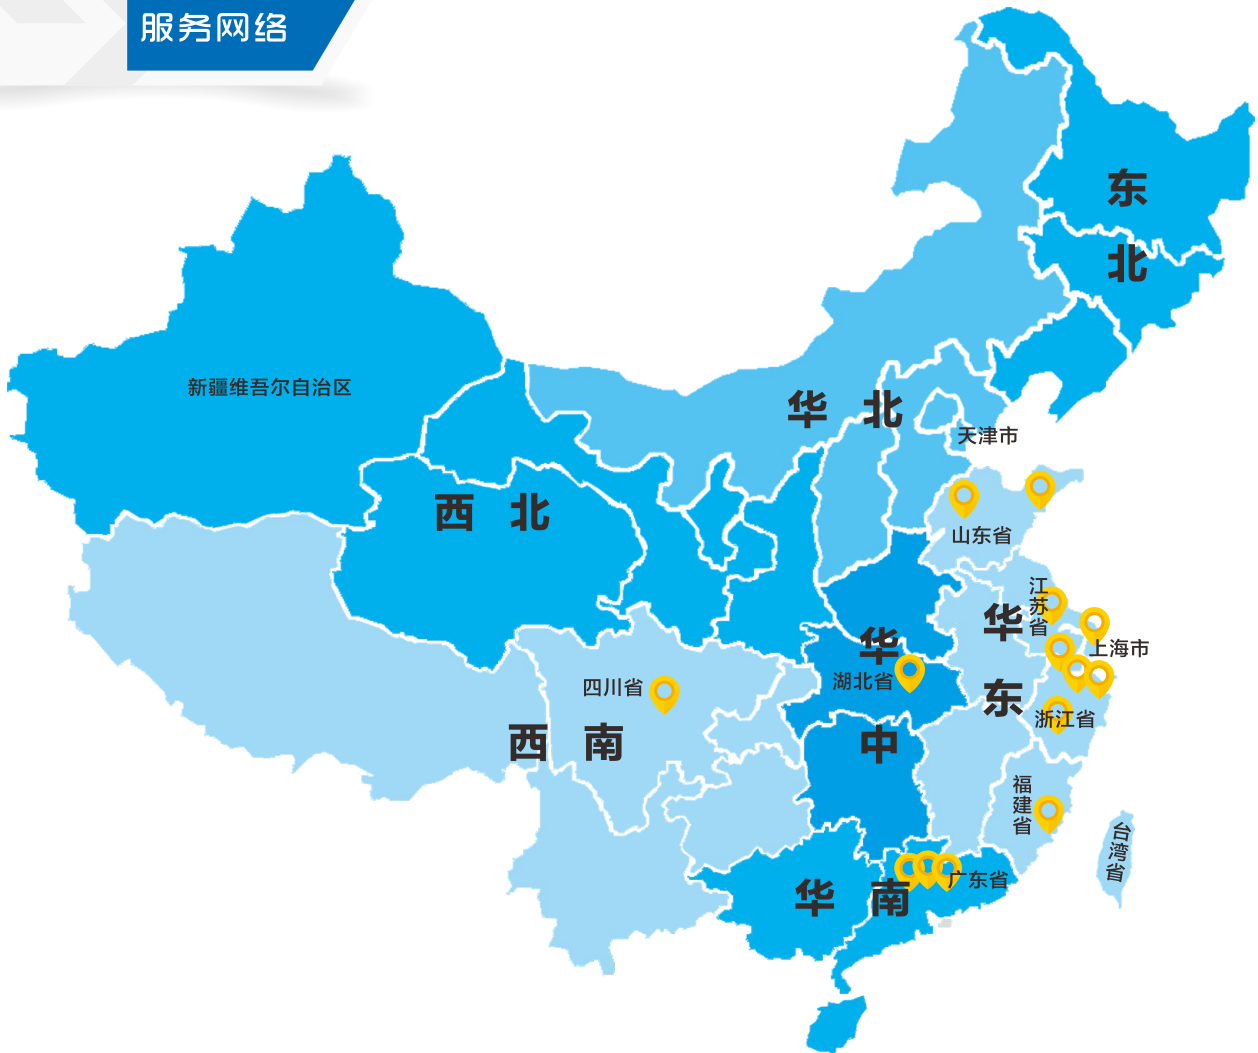 服务网络
东
北
新疆维吾尔自治区
华 北
天津市
西 北
山东省
江苏省
华
东
上海市
华
中
湖北省
四川省
浙江省
西 南
福建省
台湾省
华 南
广东省